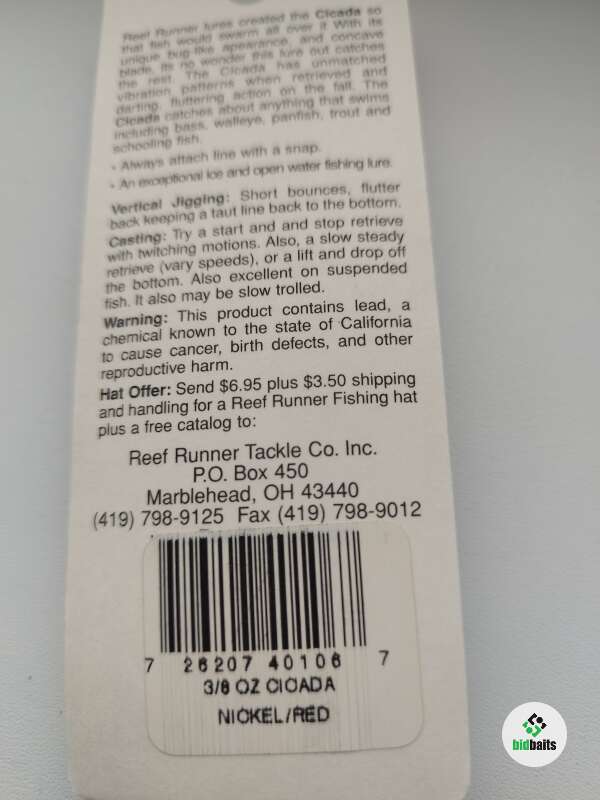 Reef Runner lures created the Cicada so
that fish would swarm all over it With its
unique bug like apearance, and concave
blade, its no wonder this lure out catches
the rest. The Cicada has unmatched
vibration patterns when retrieved and
darting, fluttering action on the fall. The
Cicada catches about anything that swims
including bass, walleye, panfish, trout and
schooling fish.
• Always attach line with a snap.
• An exceptional ice and open water fishing lure.
Vertical Jigging: Short bounces, flutter
back keeping a taut line back to the bottom.
Casting: Try a start and and stop retrieve
with twitching motions. Also, a slow steady
retrieve (vary speeds), or a lift and drop off
the bottom. Also excellent on suspended
fish. It also may be slow trolled.
Warning: This product contains lead, a
chemical known to the state of California
to cause cancer, birth defects, and other
reproductive harm.
Hat Offer: Send $6.95 plus $3.50 shipping
and handling for a Reef Runner Fishing hat
plus a free catalog to:
Reef Runner Tackle Co. Inc.
P.O. Box 450
Marblehead, OH 43440
(419) 798-9125 Fax (419) 798-9012
7 26207 40106 7
3/8 OZ CICADA
NICKEL/RED
bidbaits